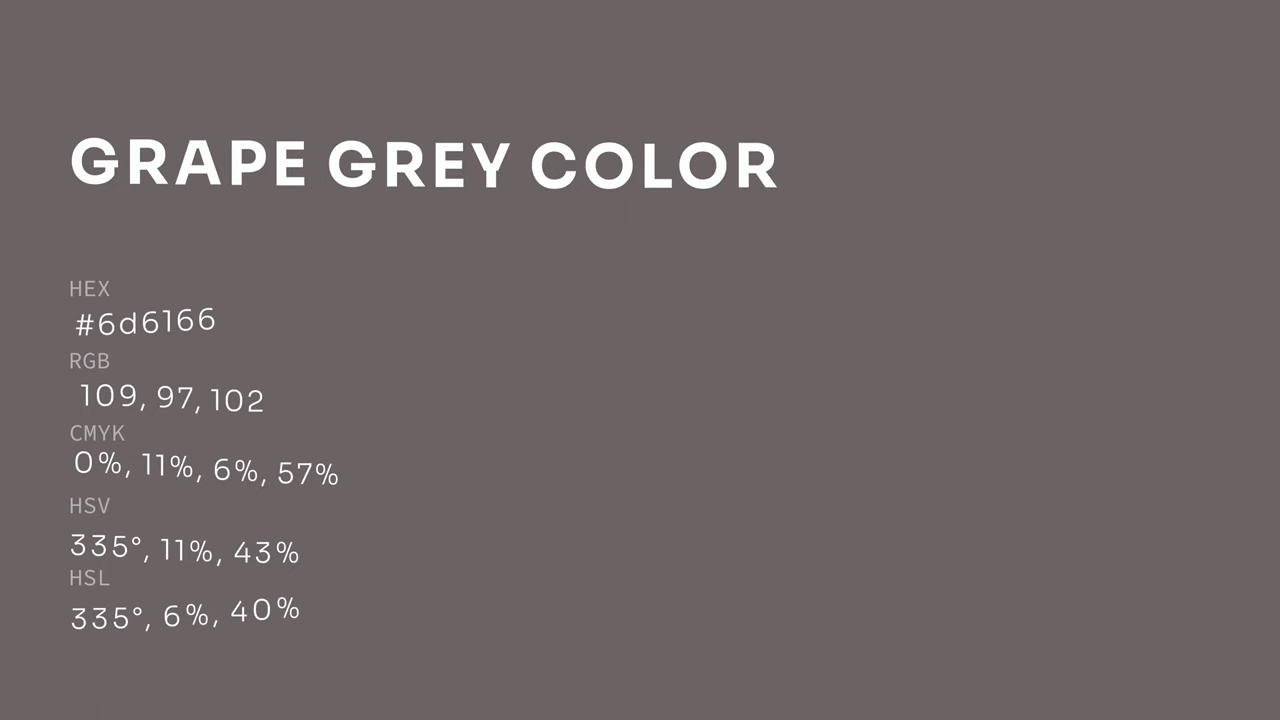 GRAPE GREY COLOR
HEX
#6d6166
RGB
109, 97, 102
CMYK
0%, 11%, 6%, 57%
HSV
335°, 11%, 43%
HSL
335°, 6%, 40%